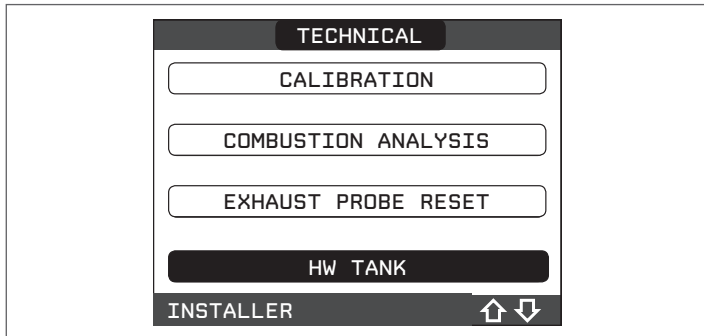 TECHNICAL
CALIBRATION
COMBUSTION ANALYSIS
EXHAUST PROBE RESET
HW TANK
INSTALLER